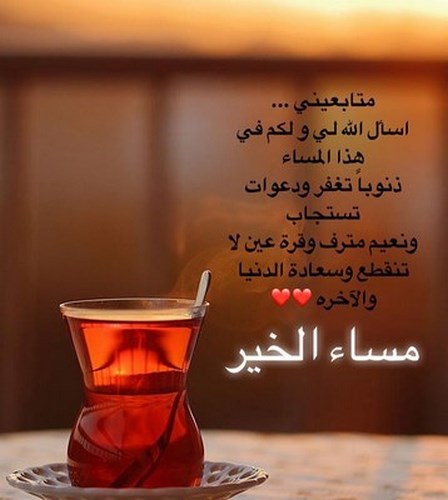 متابعيني ...
اسأل الله لي و لكم في
هذا المساء
ذنوباً تغفر ودعوات
تستجاب
ونعيم مترف وقرة عين لا
تنقطع وسعادة الدنيا
والآخره ❤️❤️
مساء الخير